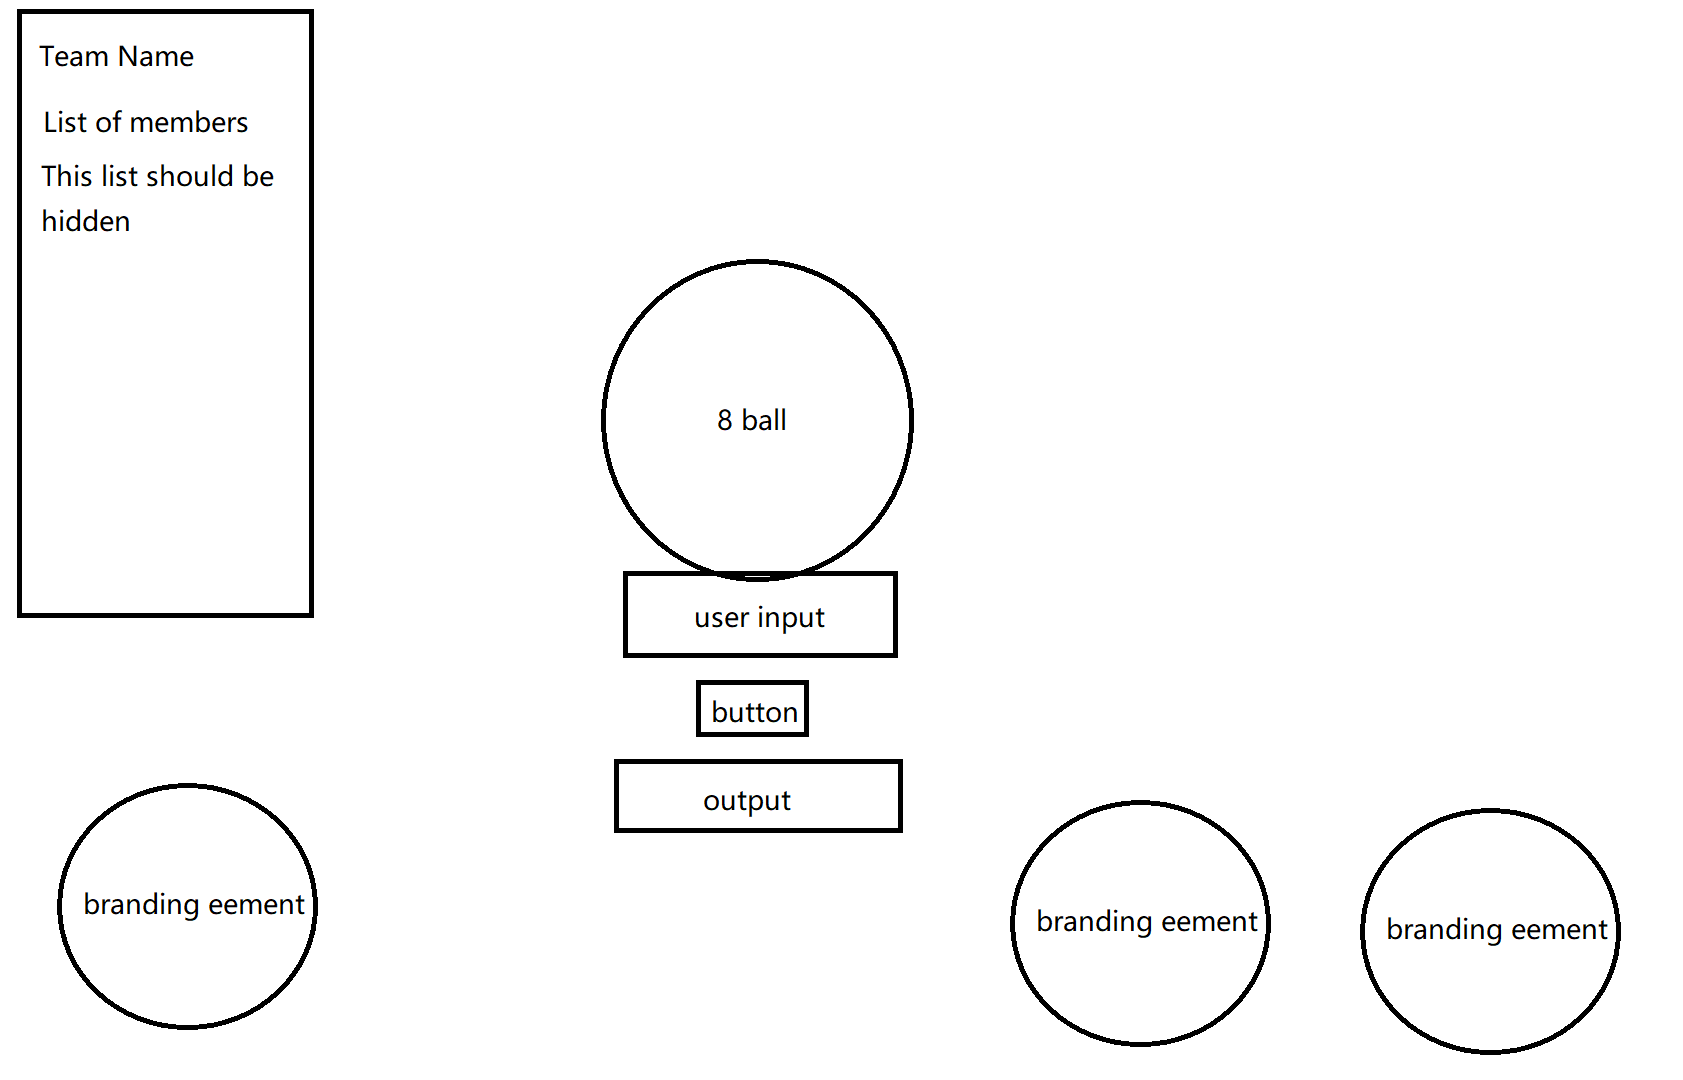 Team Name
List of members
This list should be
hidden
8 ball
user input
button
output
branding eement
branding eement
branding eement